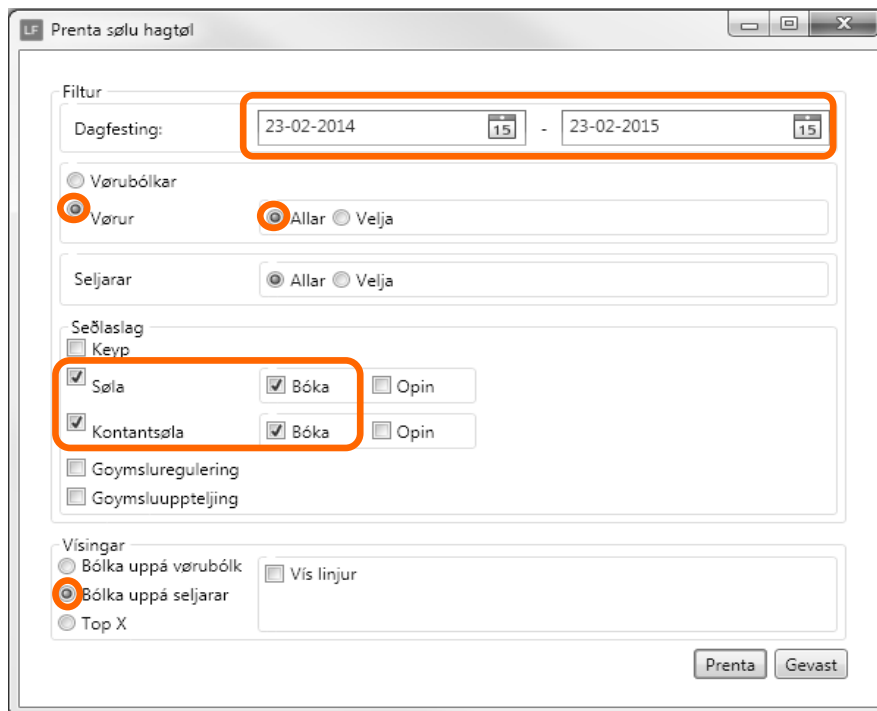 LF Prenta sølu hagtøl
Filtur
Dagfesting: 23-02-2014 15 - 23-02-2015 15
Vørubólkar
Vørur Allar Velja
Seljarar Allar Velja
Seðlaslag
Keyp
Søla Bóka Opin
Kontantsøla Bóka Opin
Goymsluregulering
Goymsluuppteljing
Vísingar
Bólka uppá vørubólk Vís linjur
Bólka uppá seljarar
Top X
Prenta Gevast